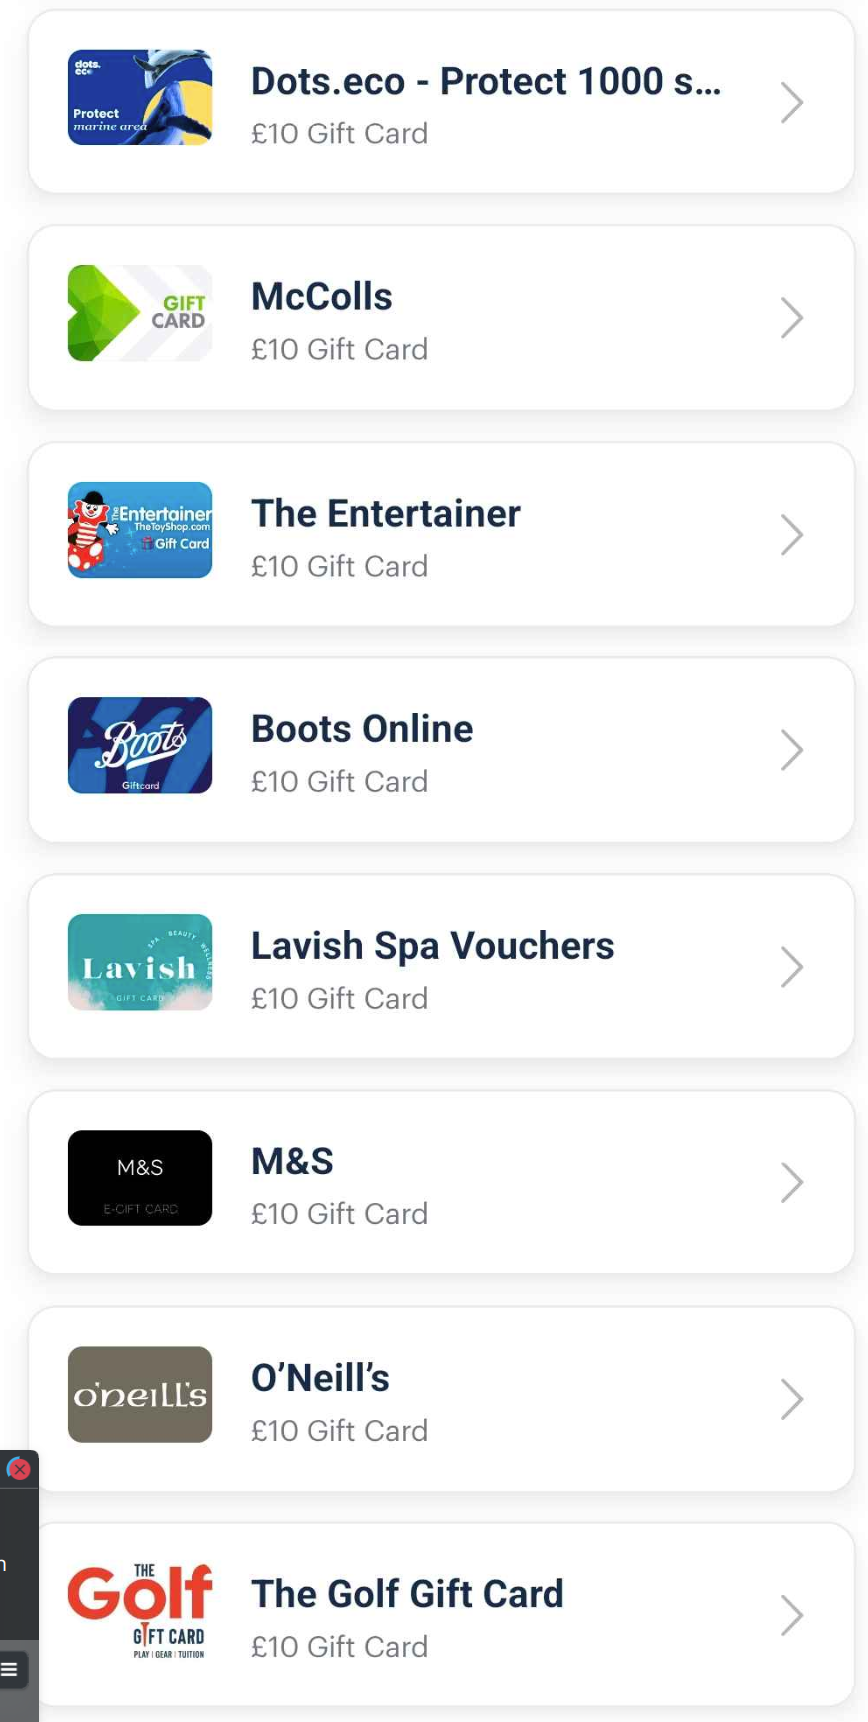 dots.
eco
Protect
marine area
Dots.eco - Protect 1000 s...
£10 Gift Card
GIFT
CARD
McColls
£10 Gift Card
The Entertainer
TheToyShop.com
Gift Card
The Entertainer
£10 Gift Card
Boots
Giftcard
Boots Online
£10 Gift Card
SPA · BEAUTY · WELLNESS
Lavish
GIFT CARD
Lavish Spa Vouchers
£10 Gift Card
M&S
E-GIFT CARD
M&S
£10 Gift Card
o'neill's
O’Neill’s
£10 Gift Card
n
THE
Golf
GIFT CARD
PLAY | GEAR | TUITION
The Golf Gift Card
£10 Gift Card